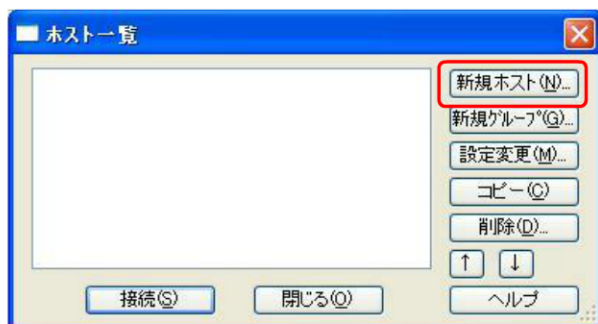 ホスト一覧
新規ホスト(N)...
新規ｸﾞﾙｰﾌﾟ(G)...
設定変更(M)...
コピー(C)
削除(D)...
↑ ↓
接続(S) 閉じる(O) ヘルプ